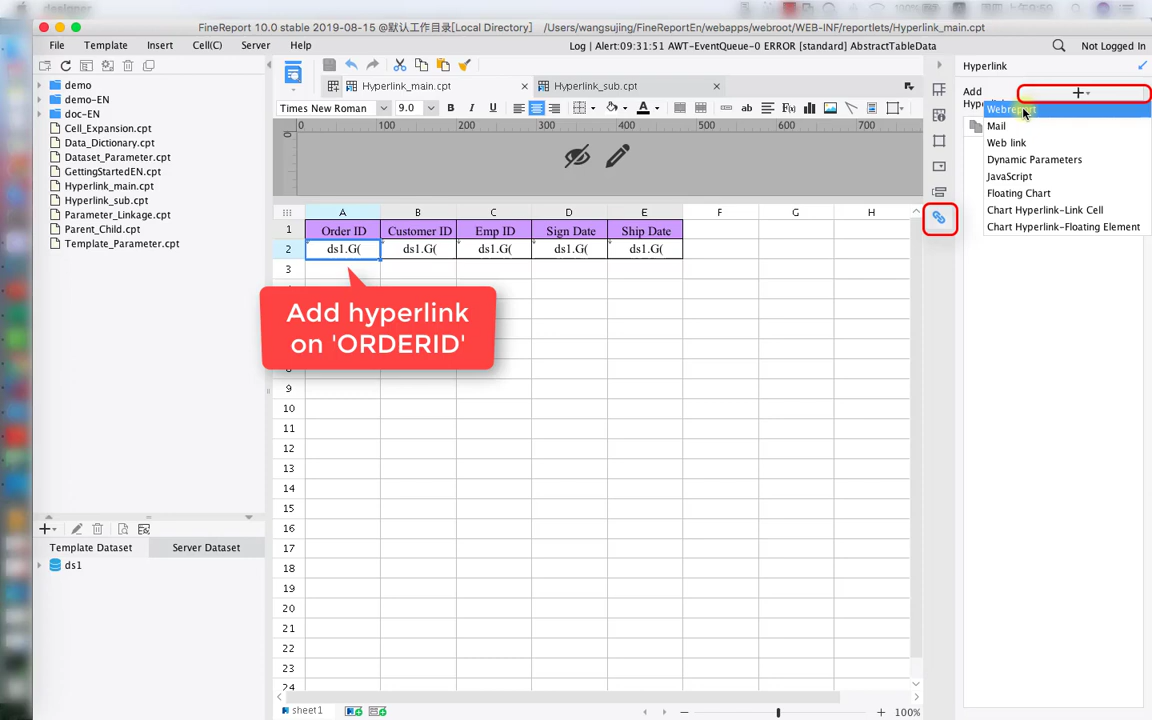 FineReport 10.0 stable 2019-08-15 @默认工作目录[Local Directory] /Users/wangsujing/FineReportEn/webapps/webroot/WEB-INF/reportlets/Hyperlink_main.cpt
File Template Insert Cell(C) Server Help
Log | Alert:09:31:51 AWT-EventQueue-0 ERROR [standard] AbstractTableData
Not Logged In
demo
demo-EN
doc-EN
Cell_Expansion.cpt
Data_Dictionary.cpt
Dataset_Parameter.cpt
GettingStartedEN.cpt
Hyperlink_main.cpt
Hyperlink_sub.cpt
Parameter_Linkage.cpt
Parent_Child.cpt
Template_Parameter.cpt
Template Dataset Server Dataset
ds1
Hyperlink_main.cpt Hyperlink_sub.cpt
Times New Roman 9.0 B I U ab F(x)
0 100 200 300 400 500 600 700
0
A B C D E F G H
1 Order ID Customer ID Emp ID Sign Date Ship Date
2 ds1.G( ds1.G( ds1.G( ds1.G( ds1.G(
3
Add hyperlink
on 'ORDERID'
9
10
11
12
13
14
15
16
17
18
19
20
21
22
23
24
sheet1
100%
Hyperlink
Add
Webreport
Mail
Web link
Dynamic Parameters
JavaScript
Floating Chart
Chart Hyperlink-Link Cell
Chart Hyperlink-Floating Element